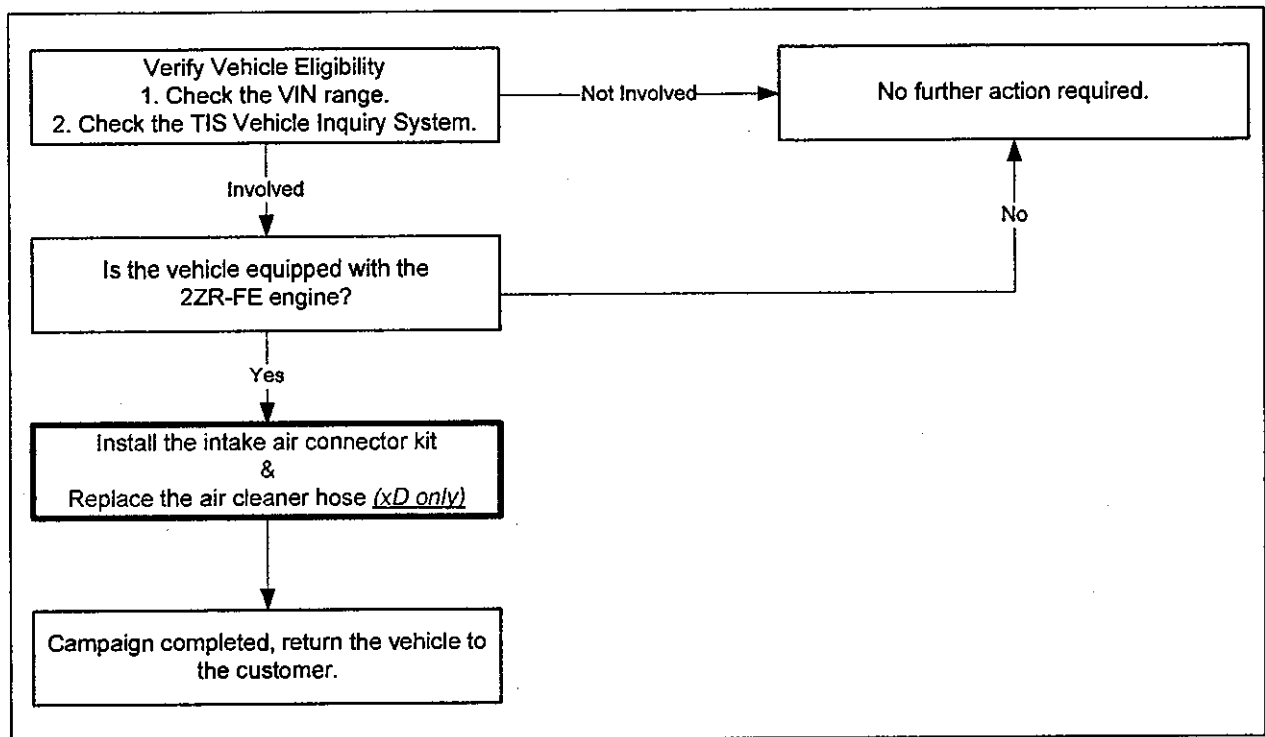 Verify Vehicle Eligibility
1. Check the VIN range.
2. Check the TIS Vehicle Inquiry System.
Not Involved
No further action required.
Involved
No
Is the vehicle equipped with the
2ZR-FE engine?
Yes
Install the intake air connector kit
&
Replace the air cleaner hose (xD only)
Campaign completed, return the vehicle to
the customer.